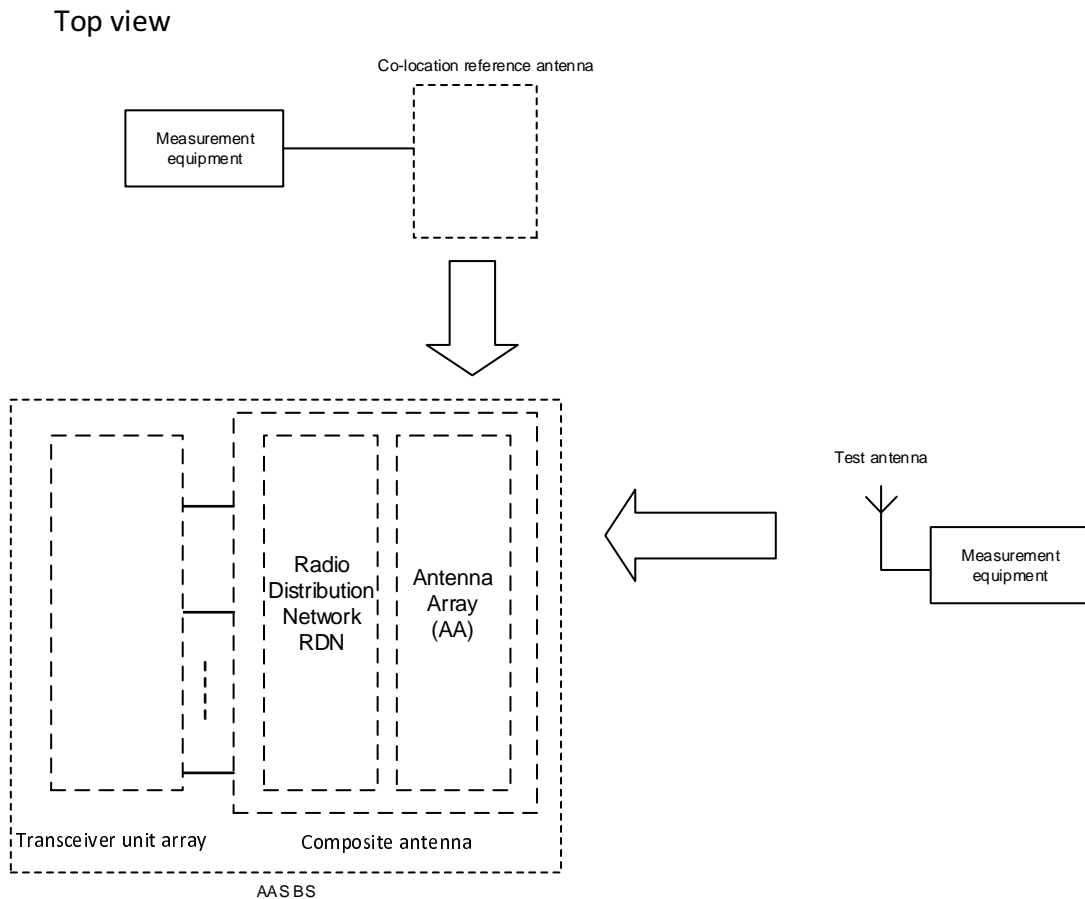 Top view
Co-location reference antenna
Measurement
equipment
Test antenna
Measurement
equipment
Radio
Distribution
Network
RDN
Antenna
Array
(AA)
Transceiver unit array
Composite antenna
AAS BS